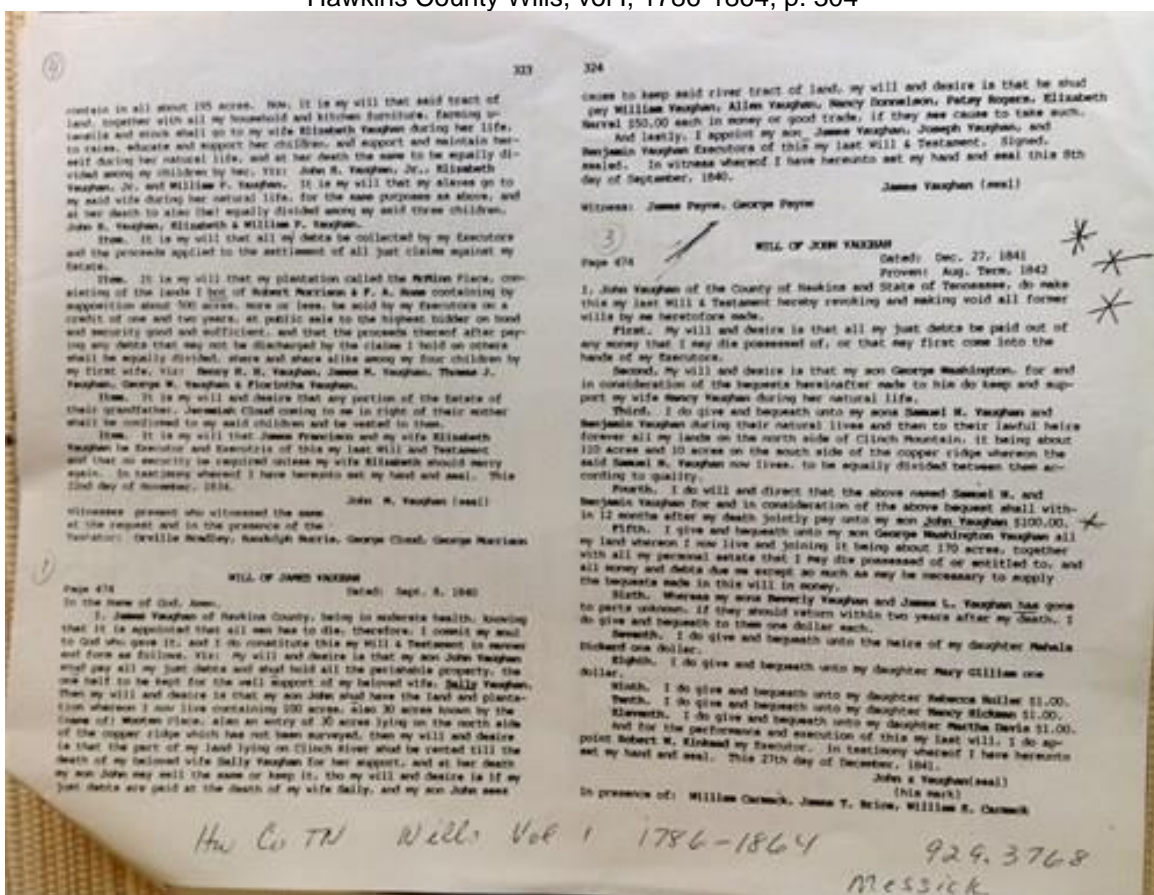 Hawkins County Wills, vol I, 1786-1864, p. 304
4
323
contain in all about 195 acres. Now, it is my will that said tract of
land, together with all my household and kitchen furniture, farming u-
tensils and stock shall go to my wife Elizabeth Vaughan during her life,
to raise, educate and support her children, and support and maintain her-
self during her natural life, and at her death the same to be equally di-
vided among my children by her, Viz: John R. Vaughan, Jr., Elizabeth
Vaughan, Jr. and William P. Vaughan. It is my will that my slaves go to
my said wife during her natural life, for the same purposes as above, and
at her death to also (be) equally divided among my said three children,
John R. Vaughan, Elizabeth & William P. Vaughan.
Item. It is my will that all my debts be collected by my Executors
and the proceeds applied to the settlement of all just claims against my
Estate.
Item. It is my will that my plantation called the McMinn Place, con-
sisting of the lands I bot of Robert Morrison & F. A. Ross containing by
supposition about 500 acres, more or less, be sold by my Executors on a
credit of one and two years, at public sale to the highest bidder on bond
and security good and sufficient, and that the proceeds thereof after pay-
ing any debts that may not be discharged by the claims I hold on others
shall be equally divided, share and share alike among my four children by
my first wife, Viz: Henry B. H. Vaughan, James M. Vaughan, Thomas J.
Vaughan, George W. Vaughan & Florintha Vaughan.
Item. It is my will and desire that any portion of the Estate of
their grandfather, Jeremiah Cloud coming to me in right of their mother
shall be confirmed to my said children and be vested in them.
Item. It is my will that James Francisco and my wife Elizabeth
Vaughan be Executor and Executrix of this my last Will and Testament
and that no security be required unless my wife Elizabeth should marry
again. In testimony whereof I have hereunto set my hand and seal. This
22nd day of November, 1834.
John M. Vaughan (seal)
Witnesses present who witnessed the same
at the request and in the presence of the
Testator: Orville Bradley, Randolph Burris, George Cloud, George Morrison
1
WILL OF JAMES VAUGHAN
Page 474 Dated: Sept. 8, 1840
In the Name of God, Amen.
I, James Vaughan of Hawkins County, being in moderate health, knowing
that it is appointed that all men has to die, therefore, I commit my soul
to God who gave it, and I do constitute this my Will & Testament in manner
and form as follows, Viz: My will and desire is that my son John Vaughan
shud pay all my just debts and shud hold all the perishable property, the
one half to be kept for the well support of my beloved wife, Sally Vaughan.
Then my will and desire is that my son John shud have the land and planta-
tion whereon I now live containing 100 acres, also 30 acres known by the
(name of) Wooten Place, also an entry of 30 acres lying on the north side
of the copper ridge which has not been surveyed, then my will and desire
is that the part of my land lying on Clinch River shud be rented till the
death of my beloved wife Sally Vaughan for her support, and at her death
my son John may sell the same or keep it, tho my will and desire is if my
just debts are paid at the death of my wife Sally, and my son John sees
324
cause to keep said river tract of land, my will and desire is that he shud
pay William Vaughan, Allen Vaughan, Nancy Donnelson, Patsy Rogers, Elizabeth
Harvel $50.00 each in money or good trade, if they see cause to take such.
And lastly, I appoint my son James Vaughan, Joseph Vaughan, and
Benjamin Vaughan Executors of this my last Will & Testament. Signed,
sealed. In witness whereof I have hereunto set my hand and seal this 8th
day of September, 1840.
James Vaughan (seal)
Witness: James Payne, George Payne
3
WILL OF JOHN VAUGHAN
Page 474 Dated: Dec. 27, 1841
Proven: Aug. Term, 1842
I, John Vaughan of the County of Hawkins and State of Tennessee, do make
this my last Will & Testament hereby revoking and making void all former
wills by me heretofore made.
First. My will and desire is that all my just debts be paid out of
any money that I may die possessed of, or that may first come into the
hands of my Executors.
Second. My will and desire is that my son George Washington, for and
in consideration of the bequests hereinafter made to him do keep and sup-
port my wife Nancy Vaughan during her natural life.
Third. I do give and bequeath unto my sons Samuel N. Vaughan and
Benjamin Vaughan during their natural lives and then to their lawful heirs
forever all my lands on the north side of Clinch Mountain, it being about
110 acres and 10 acres on the south side of the copper ridge whereon the
said Samuel N. Vaughan now lives, to be equally divided between them ac-
cording to quality.
Fourth. I do will and direct that the above named Samuel N. and
Benjamin Vaughan for and in consideration of the above bequest shall with-
in 12 months after my death jointly pay unto my son John Vaughan $100.00.
Fifth. I give and bequeath unto my son George Washington Vaughan all
my land whereon I now live and joining it being about 170 acres, together
with all my personal estate that I may die possessed of or entitled to, and
all money and debts due me except so much as may be necessary to supply
the bequests made in this will in money.
Sixth. Whereas my sons Beverly Vaughan and James L. Vaughan has gone
to parts unknown, if they should return within two years after my death, I
do give and bequeath to them one dollar each.
Seventh. I do give and bequeath unto the heirs of my daughter Mahala
Dickerd one dollar.
Eighth. I do give and bequeath unto my daughter Mary Gilliam one
dollar.
Ninth. I do give and bequeath unto my daughter Rebecca Buller $1.00.
Tenth. I do give and bequeath unto my daughter Nancy Hickman $1.00.
Eleventh. I do give and bequeath unto my daughter Martha Davis $1.00.
And for the performance and execution of this my last will, I do ap-
point Robert W. Kinkead my Executor. In testimony whereof I have hereunto
set my hand and seal. This 27th day of December, 1841.
John x Vaughan(seal)
(his mark)
In presence of: William Carmack, James T. Brice, William E. Carmack
Hw Co TN Wills Vol 1 1786-1864
929.3768
Messick